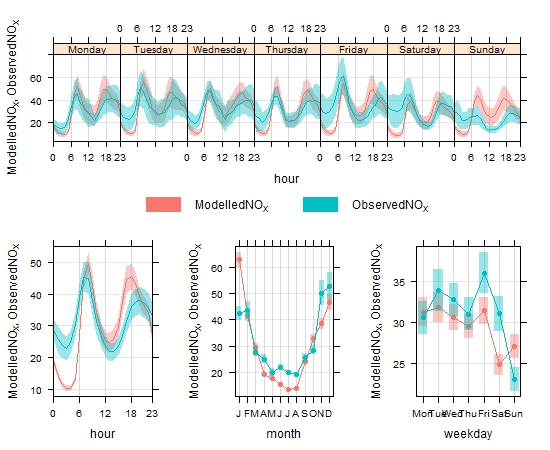 0 6 12 18 23 0 6 12 18 23 0 6 12 18 23
Monday Tuesday Wednesday Thursday Friday Saturday Sunday
ModelledNOX, ObservedNOX
60
40
20
0 6 12 18 23 0 6 12 18 23 0 6 12 18 23 0 6 12 18 23
hour
ModelledNOX ObservedNOX
ModelledNOX, ObservedNOX
50
40
30
20
10
0 6 12 18 23
hour
ModelledNOX, ObservedNOX
60
50
40
30
20
J F M A M J J A S O N D
month
ModelledNOX, ObservedNOX
35
30
25
Mon Tue Wed Thu Fri Sat Sun
weekday